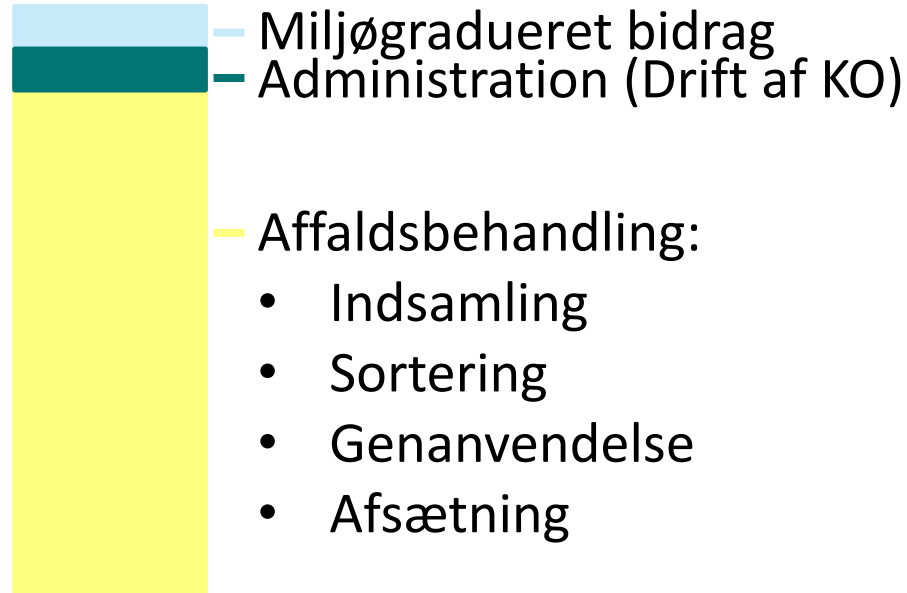 Miljøgradueret bidrag
Administration (Drift af KO)
Affaldsbehandling:
• Indsamling
• Sortering
• Genanvendelse
• Afsætning